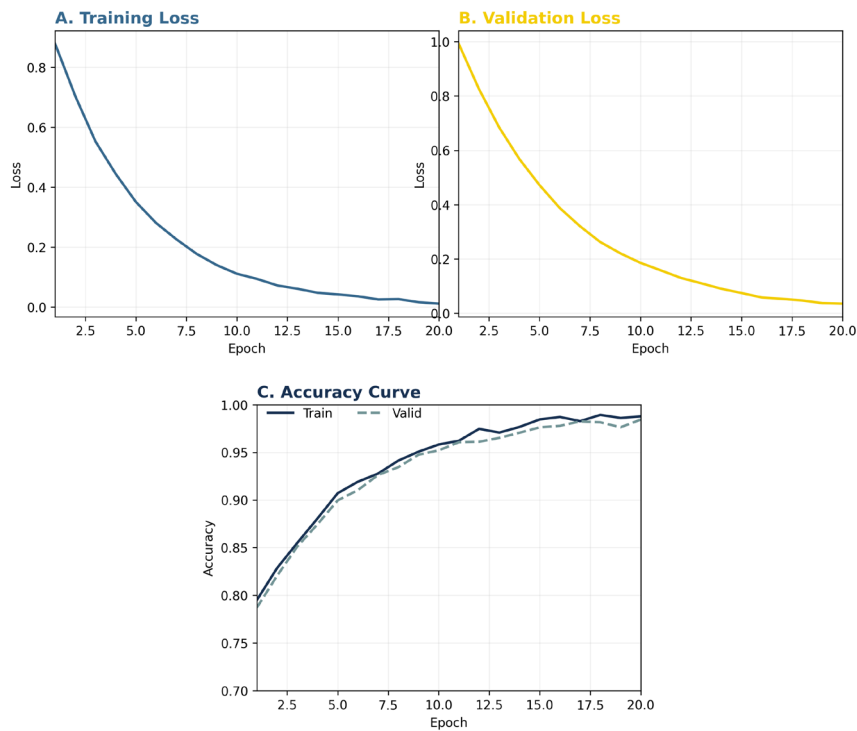 A. Training Loss
Loss
0.8
0.6
0.4
0.2
0.0
2.5 5.0 7.5 10.0 12.5 15.0 17.5 20.0
Epoch
B. Validation Loss
Loss
1.0
0.8
0.6
0.4
0.2
0.0
2.5 5.0 7.5 10.0 12.5 15.0 17.5 20.0
Epoch
C. Accuracy Curve
Train Valid
Accuracy
1.00
0.95
0.90
0.85
0.80
0.75
0.70
2.5 5.0 7.5 10.0 12.5 15.0 17.5 20.0
Epoch